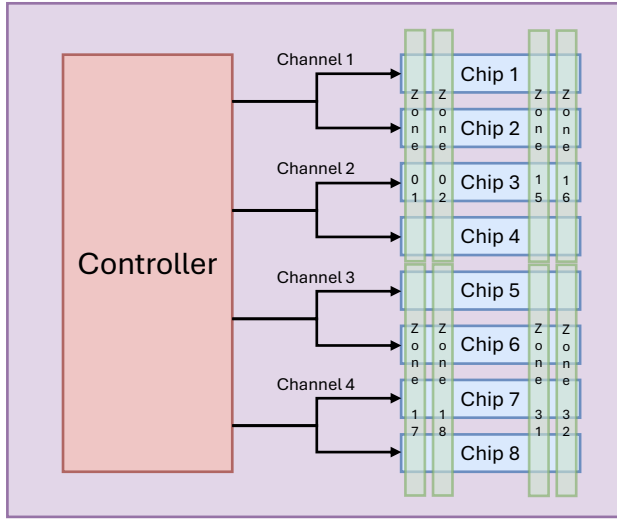 Controller
Channel 1
Channel 2
Channel 3
Channel 4
Chip 1
Chip 2
Chip 3
Chip 4
Chip 5
Chip 6
Chip 7
Chip 8
Zone 01
Zone 02
Zone 15
Zone 16
Zone 17
Zone 18
Zone 31
Zone 32